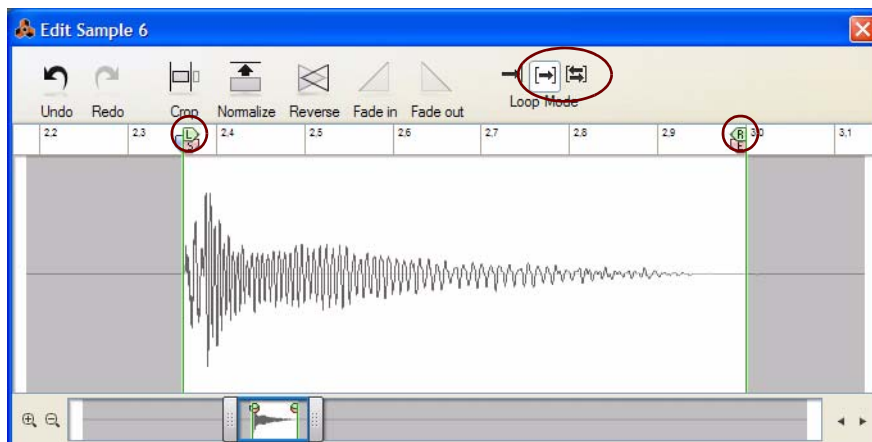 Edit Sample 6
Undo Redo Crop Normalize Reverse Fade in Fade out Loop Mode
2,2 2,3 2,4 2,5 2,6 2,7 2,8 2,9 3,0 3,1
L R
S E